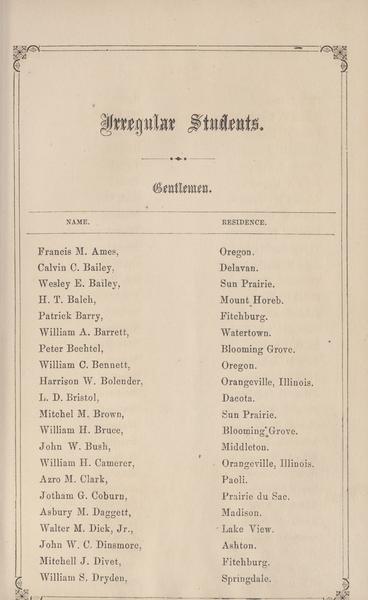 Irregular Students.
Gentlemen.
NAME. RESIDENCE.
Francis M. Ames, Oregon.
Calvin C. Bailey, Delavan.
Wesley E. Bailey, Sun Prairie.
H. T. Balch, Mount Horeb.
Patrick Barry, Fitchburg.
William A. Barrett, Watertown.
Peter Bechtel, Blooming Grove.
William C. Bennett, Oregon.
Harrison W. Bolender, Orangeville, Illinois.
L. D. Bristol, Dacota.
Mitchel M. Brown, Sun Prairie.
William H. Bruce, Blooming Grove.
John W. Bush, Middleton.
William H. Camerer, Orangeville, Illinois.
Azro M. Clark, Paoli.
Jotham G. Coburn, Prairie du Sac.
Asbury M. Daggett, Madison.
Walter M. Dick, Jr., Lake View.
John W. C. Dinsmore, Ashton.
Mitchell J. Divet, Fitchburg.
William S. Dryden, Springdale.